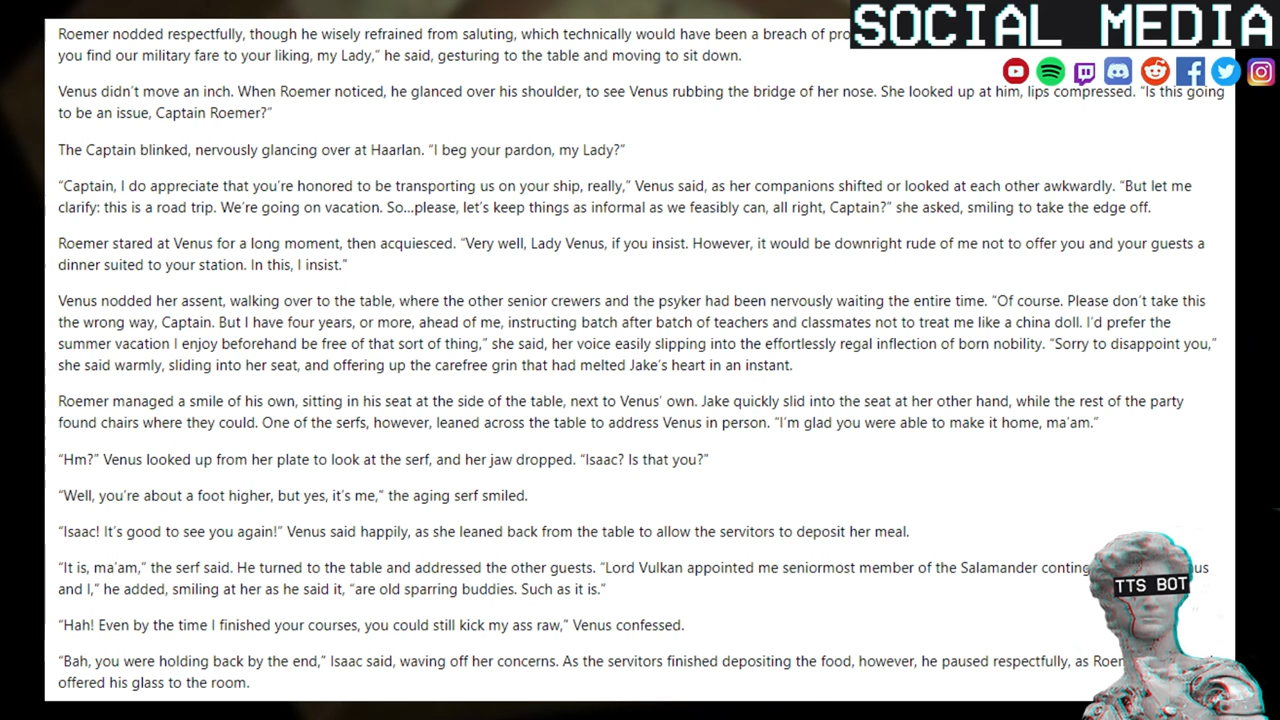 SOCIAL MEDIA
Roemer nodded respectfully, though he wisely refrained from saluting, which technically would have been a breach of
you find our military fare to your liking, my Lady,” he said, gesturing to the table and moving to sit down.
Venus didn’t move an inch. When Roemer noticed, he glanced over his shoulder, to see Venus rubbing the bridge of her nose. She looked up at him, lips compressed. “Is this going
to be an issue, Captain Roemer?”
The Captain blinked, nervously glancing over at Haarlan. “I beg your pardon, my Lady?”
“Captain, I do appreciate that you’re honored to be transporting us on your ship, really,” Venus said, as her companions shifted or looked at each other awkwardly. “But let me
clarify: this is a road trip. We’re going on vacation. So...please, let’s keep things as informal as we feasibly can, all right, Captain?” she asked, smiling to take the edge off.
Roemer stared at Venus for a long moment, then acquiesced. “Very well, Lady Venus, if you insist. However, it would be downright rude of me not to offer you and your guests a
dinner suited to your station. In this, I insist.”
Venus nodded her assent, walking over to the table, where the other senior crewers and the psyker had been nervously waiting the entire time. “Of course. Please don’t take this
the wrong way, Captain. But I have four years, or more, ahead of me, instructing batch after batch of teachers and classmates not to treat me like a china doll. I’d prefer the
summer vacation I enjoy beforehand be free of that sort of thing,” she said, her voice easily slipping into the effortlessly regal inflection of born nobility. “Sorry to disappoint you,”
she said warmly, sliding into her seat, and offering up the carefree grin that had melted Jake’s heart in an instant.
Roemer managed a smile of his own, sitting in his seat at the side of the table, next to Venus’ own. Jake quickly slid into the seat at her other hand, while the rest of the party
found chairs where they could. One of the serfs, however, leaned across the table to address Venus in person. “I’m glad you were able to make it home, ma’am.”
“Hm?” Venus looked up from her plate to look at the serf, and her jaw dropped. “Isaac? Is that you?”
“Well, you’re about a foot higher, but yes, it’s me,” the aging serf smiled.
“Isaac! It’s good to see you again!” Venus said happily, as she leaned back from the table to allow the servitors to deposit her meal.
“It is, ma’am,” the serf said. He turned to the table and addressed the other guests. “Lord Vulkan appointed me seniormost member of the Salamander
and I,” he added, smiling at her as he said it, “are old sparring buddies. Such as it is.”
TTS BOT
“Hah! Even by the time I finished your courses, you could still kick my ass raw,” Venus confessed.
“Bah, you were holding back by the end,” Isaac said, waving off her concerns. As the servitors finished depositing the food, however, he paused respectfully, as
offered his glass to the room.